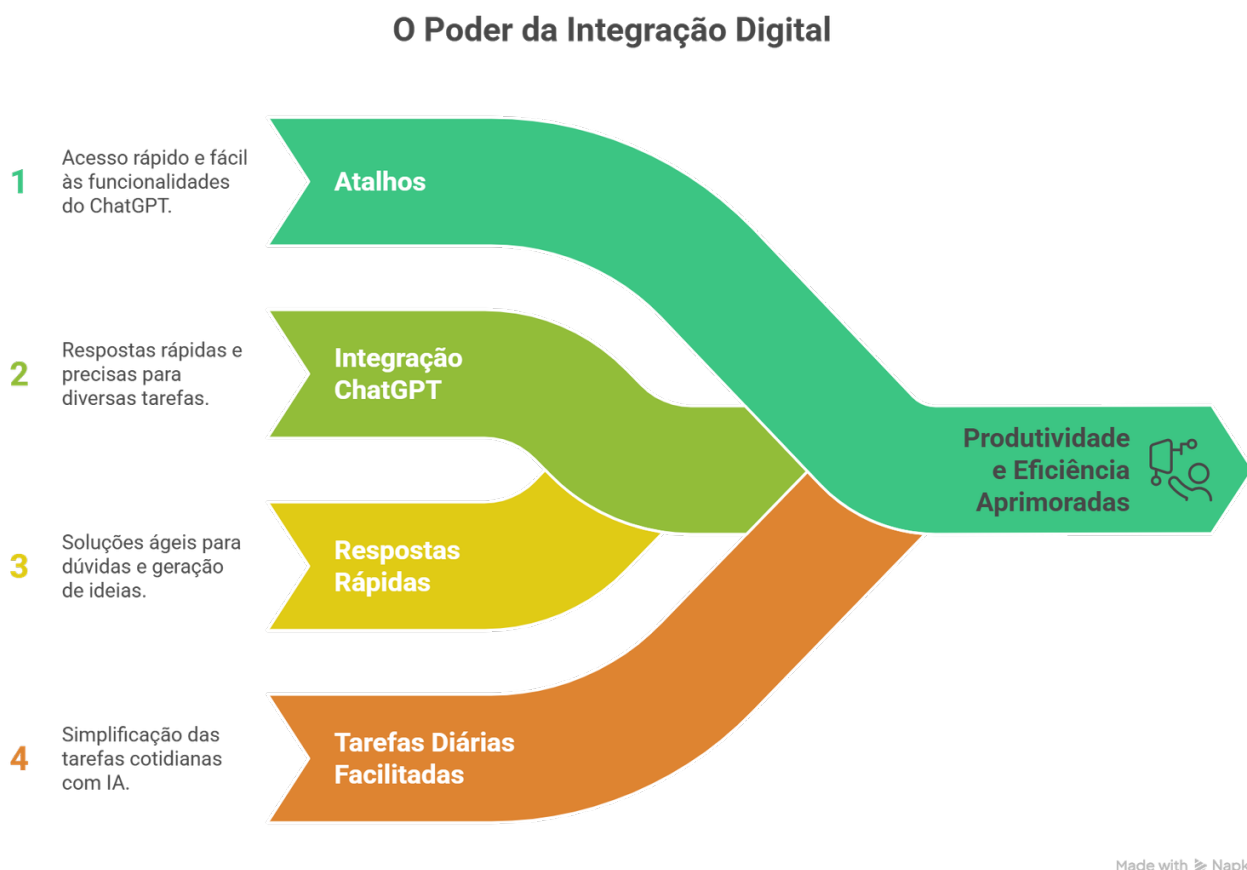 O Poder da Integração Digital
1
Acesso rápido e fácil
às funcionalidades
do ChatGPT.
Atalhos
2
Respostas rápidas e
precisas para
diversas tarefas.
Integração
ChatGPT
Produtividade
e Eficiência
Aprimoradas
3
Soluções ágeis para
dúvidas e geração
de ideias.
Respostas
Rápidas
4
Simplificação das
tarefas cotidianas
com IA.
Tarefas Diárias
Facilitadas
Made with Napk